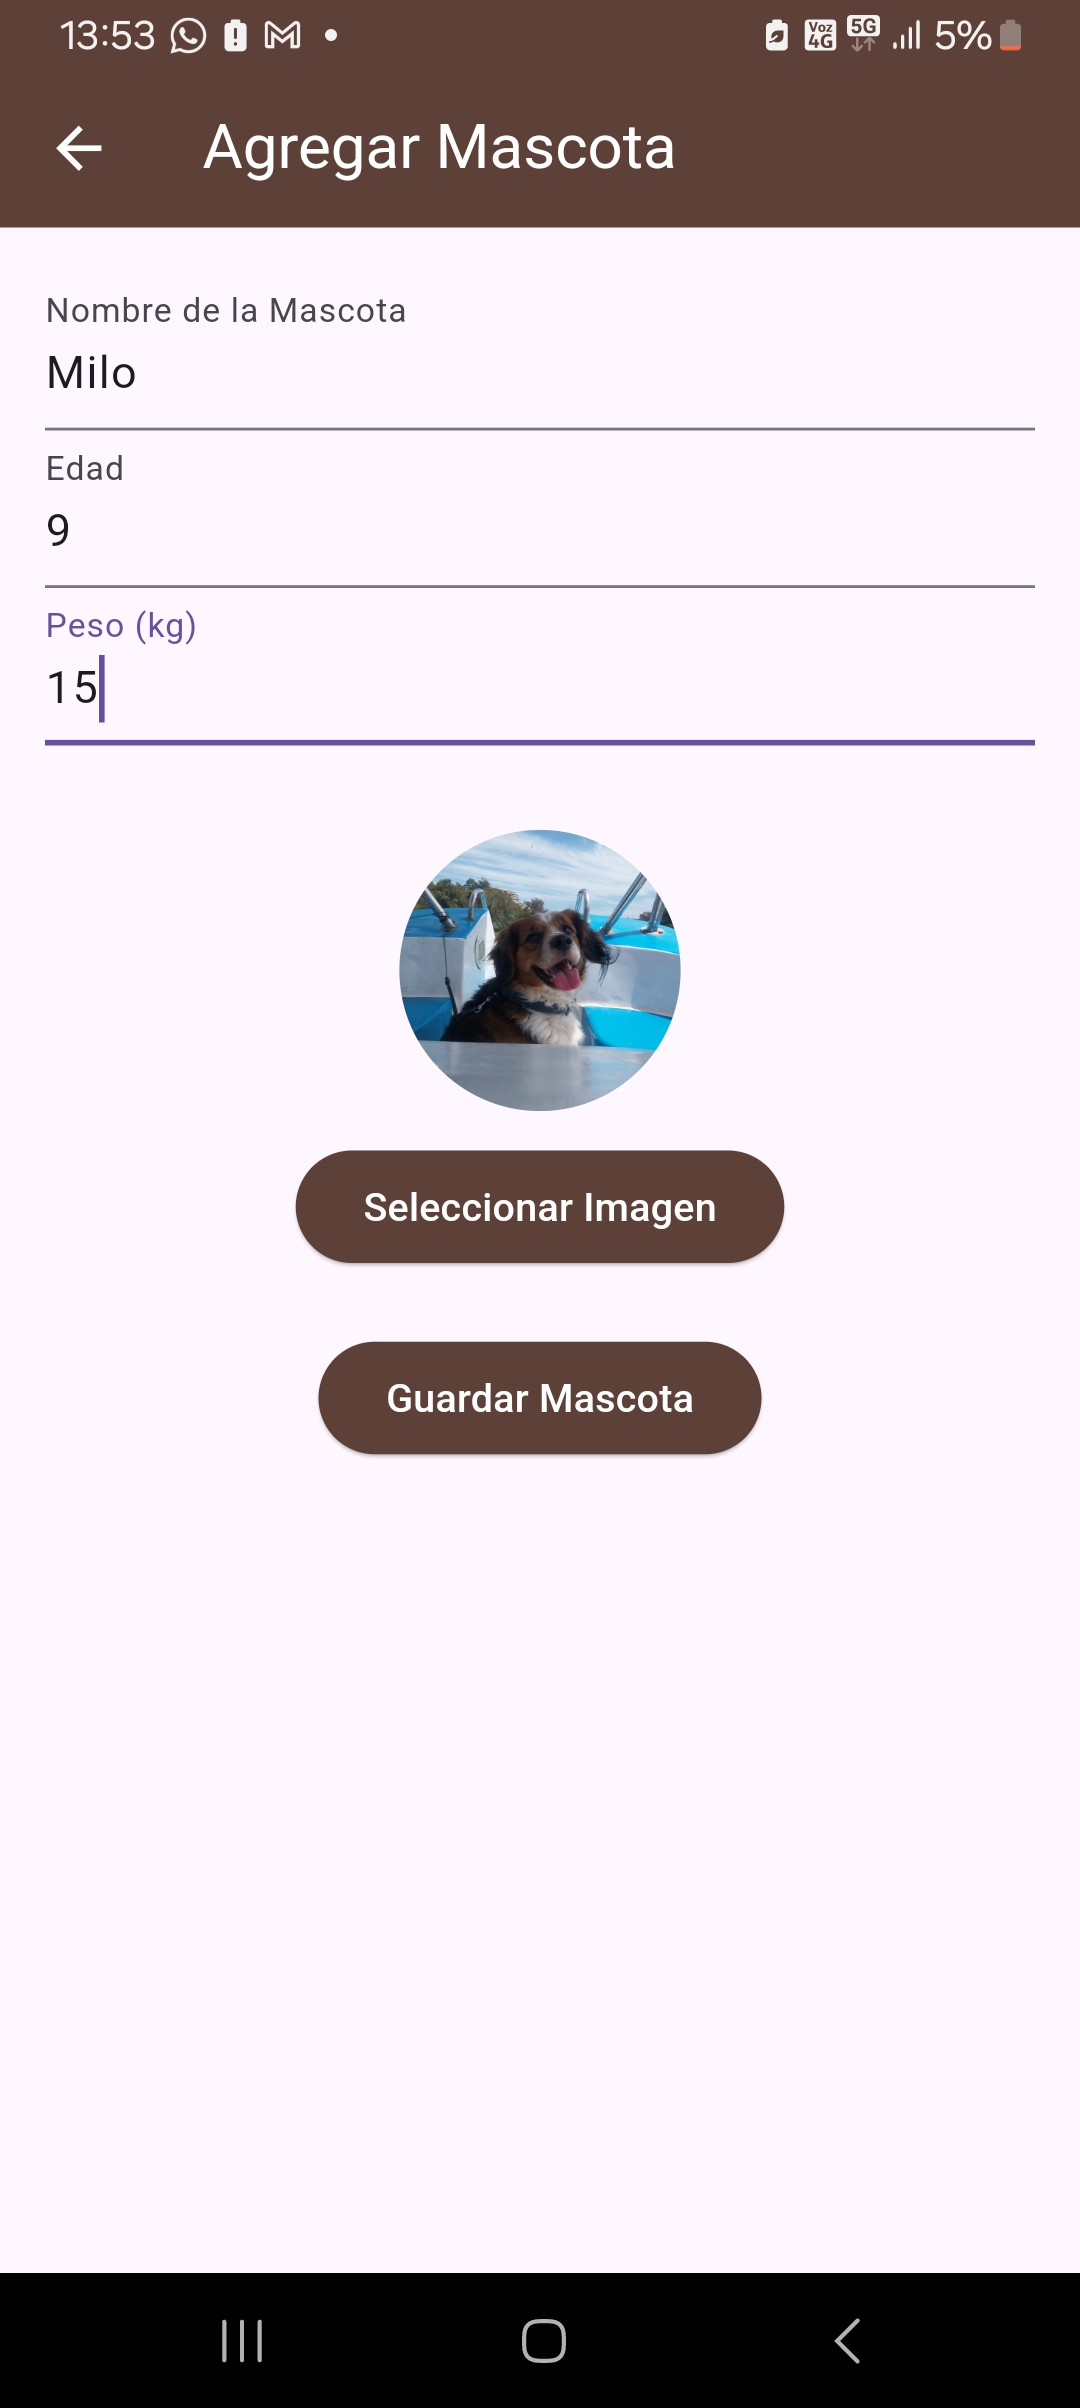 13:53 Voz 4G 5G 5%
Agregar Mascota
Nombre de la Mascota
Milo
Edad
9
Peso (kg)
15
Seleccionar Imagen
Guardar Mascota